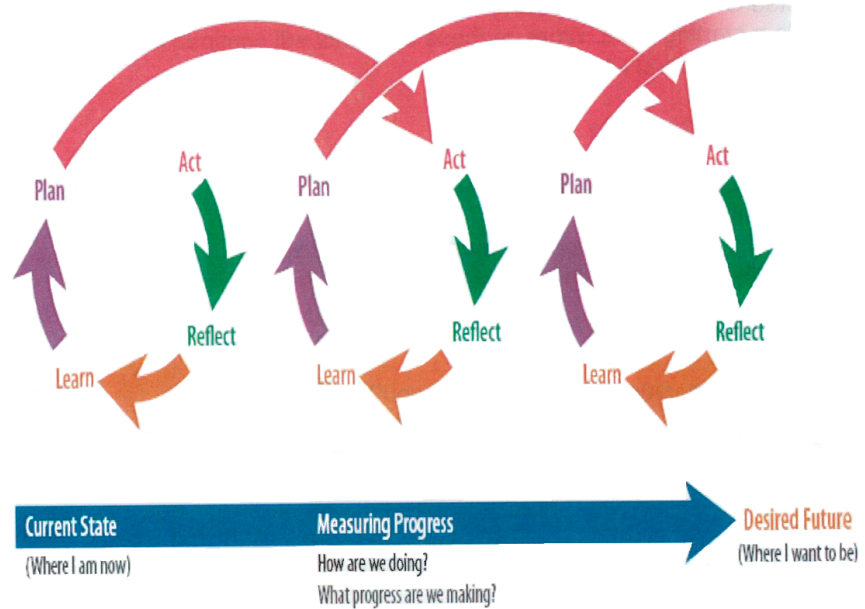 Act
Act
Act
Plan
Plan
Plan
Reflect
Reflect
Reflect
Learn
Learn
Learn
Current State
Measuring Progress
Desired Future
(Where I am now)
How are we doing?
(Where I want to be)
What progress are we making?